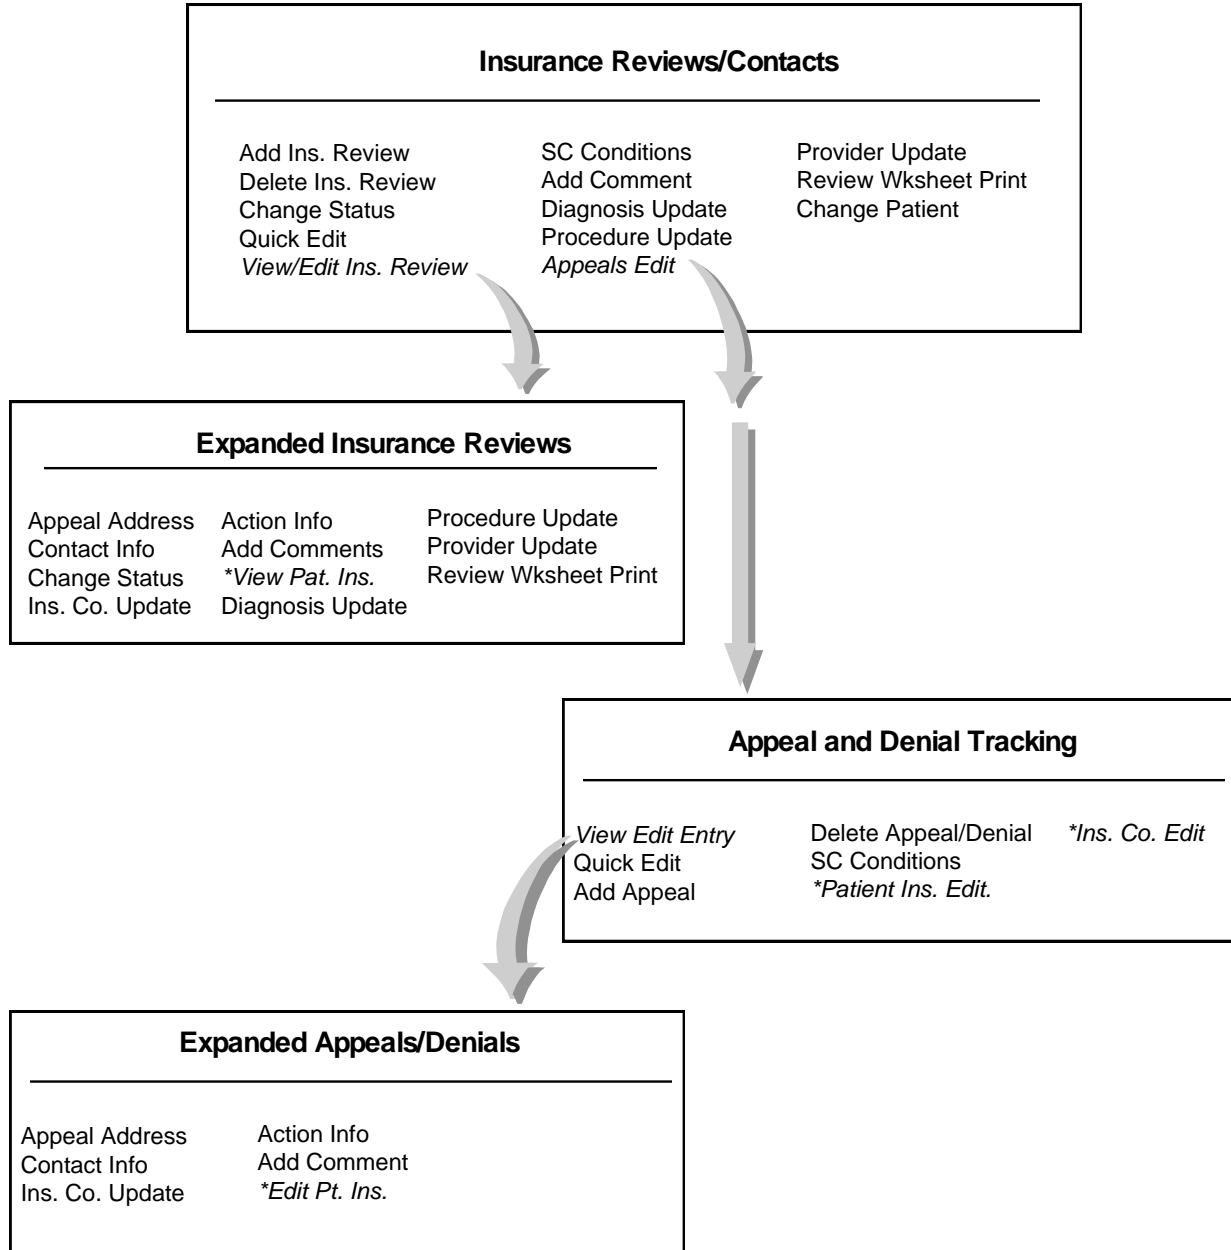 Insurance Reviews/Contacts
Add Ins. Review
Delete Ins. Review
Change Status
Quick Edit
View/Edit Ins. Review
SC Conditions
Add Comment
Diagnosis Update
Procedure Update
Appeals Edit
Provider Update
Review Wksheet Print
Change Patient
Expanded Insurance Reviews
Appeal Address
Contact Info
Change Status
Ins. Co. Update
Action Info
Add Comments
*View Pat. Ins.
Diagnosis Update
Procedure Update
Provider Update
Review Wksheet Print
Appeal and Denial Tracking
View Edit Entry
Quick Edit
Add Appeal
Delete Appeal/Denial
SC Conditions
*Patient Ins. Edit.
*Ins. Co. Edit
Expanded Appeals/Denials
Appeal Address
Contact Info
Ins. Co. Update
Action Info
Add Comment
*Edit Pt. Ins.